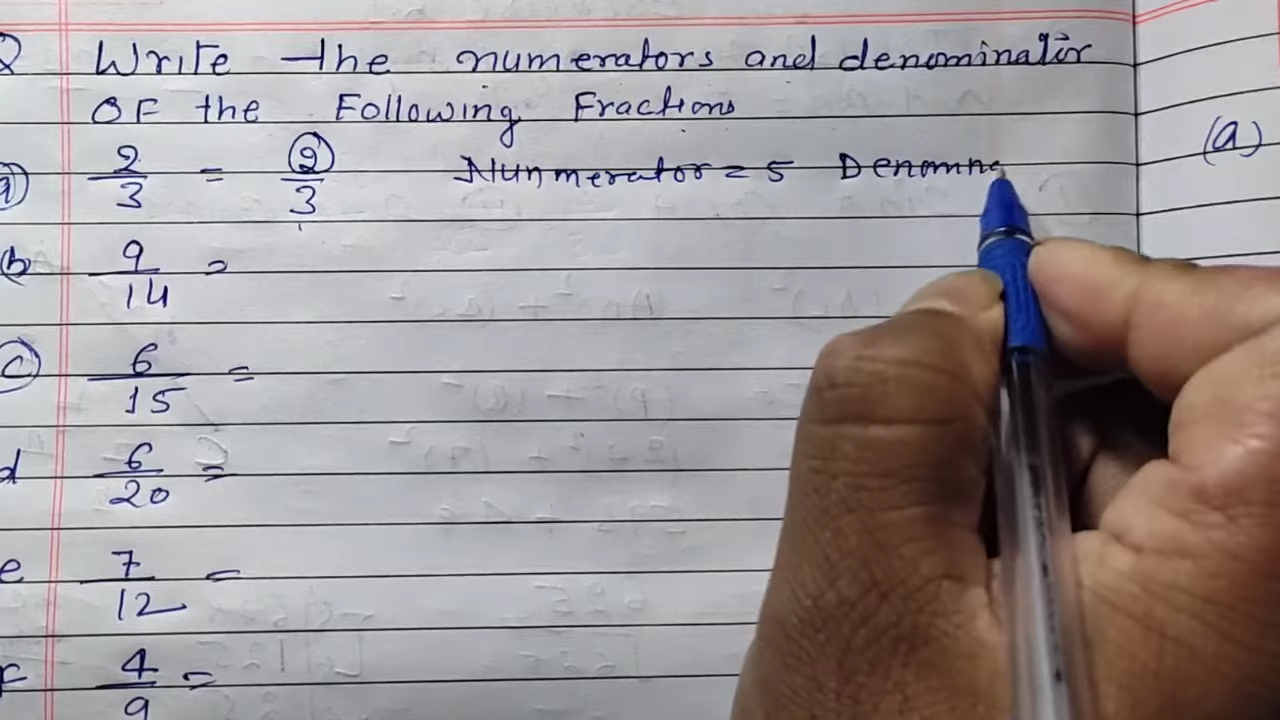 Q Write the numerators and denominator
OF the Following Fractions
(a) 2/3 = 2/3 Nunmerator = 5 Denomna
(b 9/14 =
(c) 6/15 =
d 6/20 =
e 7/12 =
F 4/9 =
(a)